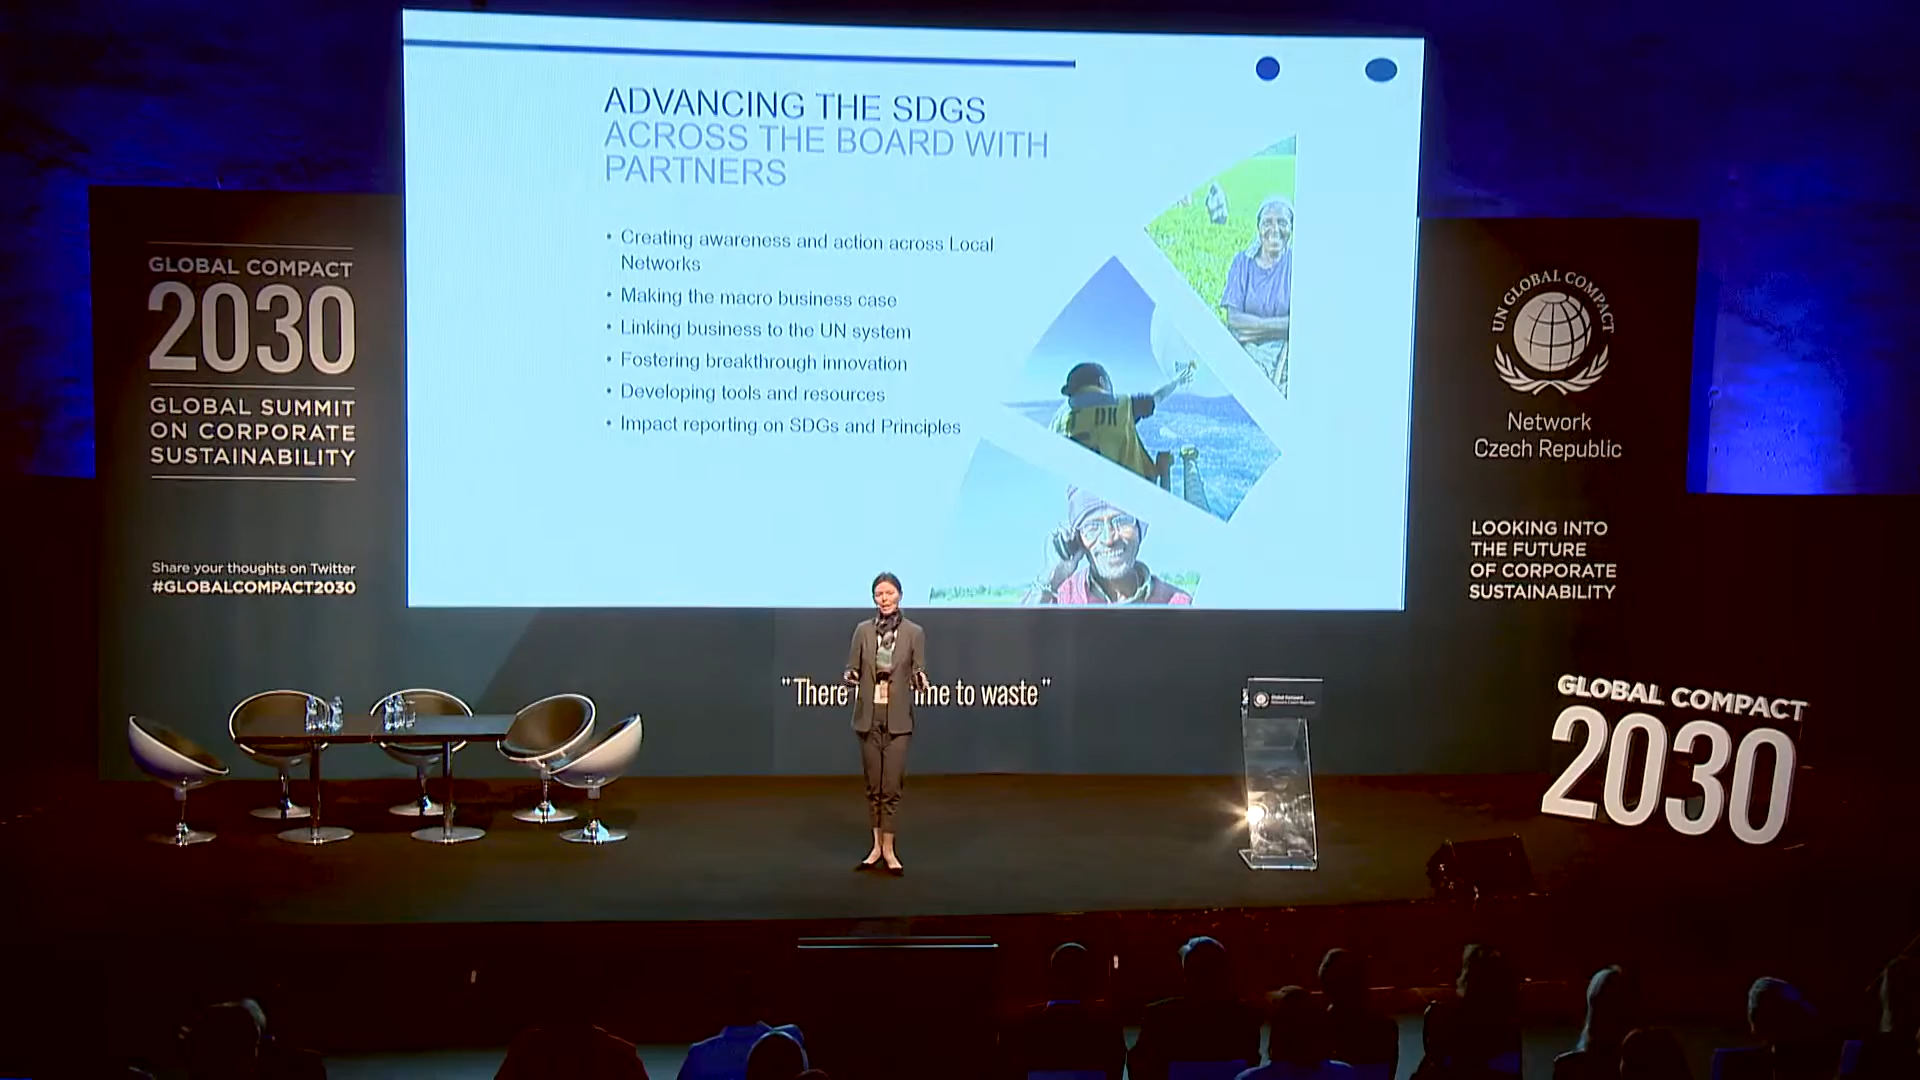 ADVANCING THE SDGS
ACROSS THE BOARD WITH
PARTNERS
• Creating awareness and action across Local
Networks
• Making the macro business case
• Linking business to the UN system
• Fostering breakthrough innovation
• Developing tools and resources
• Impact reporting on SDGs and Principles
DK
GLOBAL COMPACT
2030
GLOBAL SUMMIT
ON CORPORATE
SUSTAINABILITY
Share your thoughts on Twitter
#GLOBALCOMPACT2030
UN GLOBAL COMPACT
Network
Czech Republic
LOOKING INTO
THE FUTURE
OF CORPORATE
SUSTAINABILITY
"There me to waste"
GLOBAL COMPACT
2030